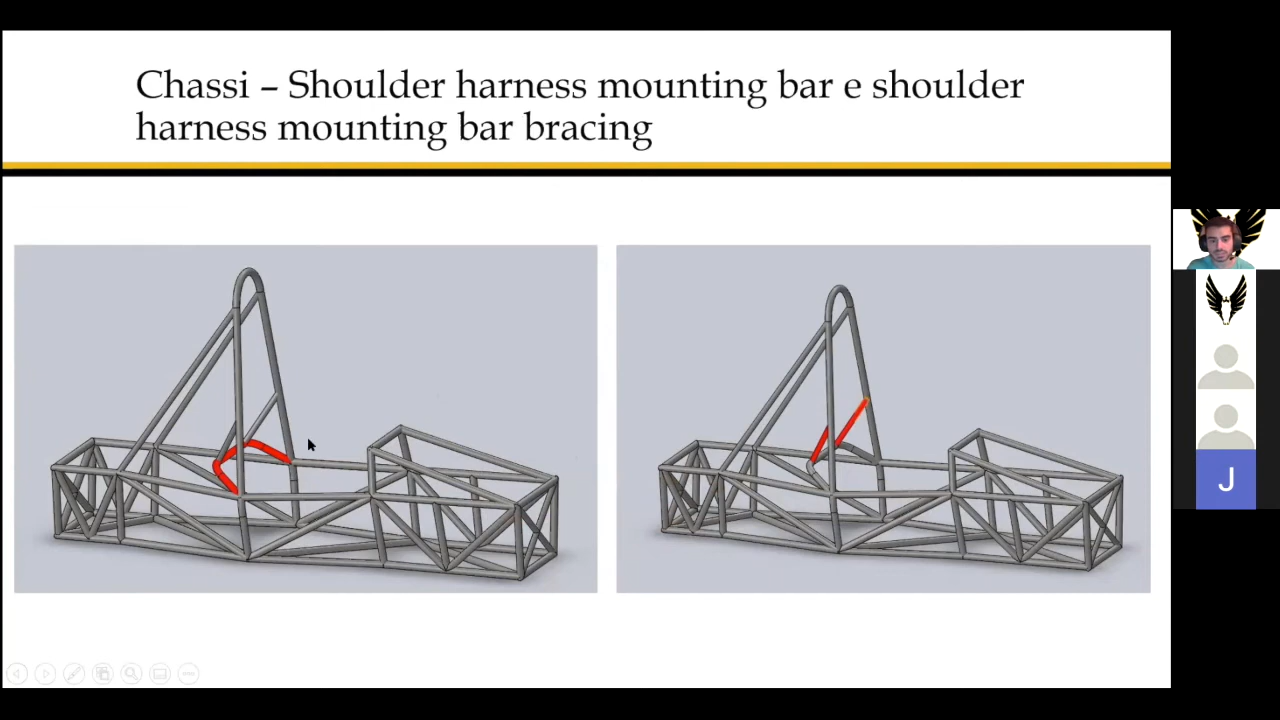 Chassi – Shoulder harness mounting bar e shoulder
harness mounting bar bracing
J